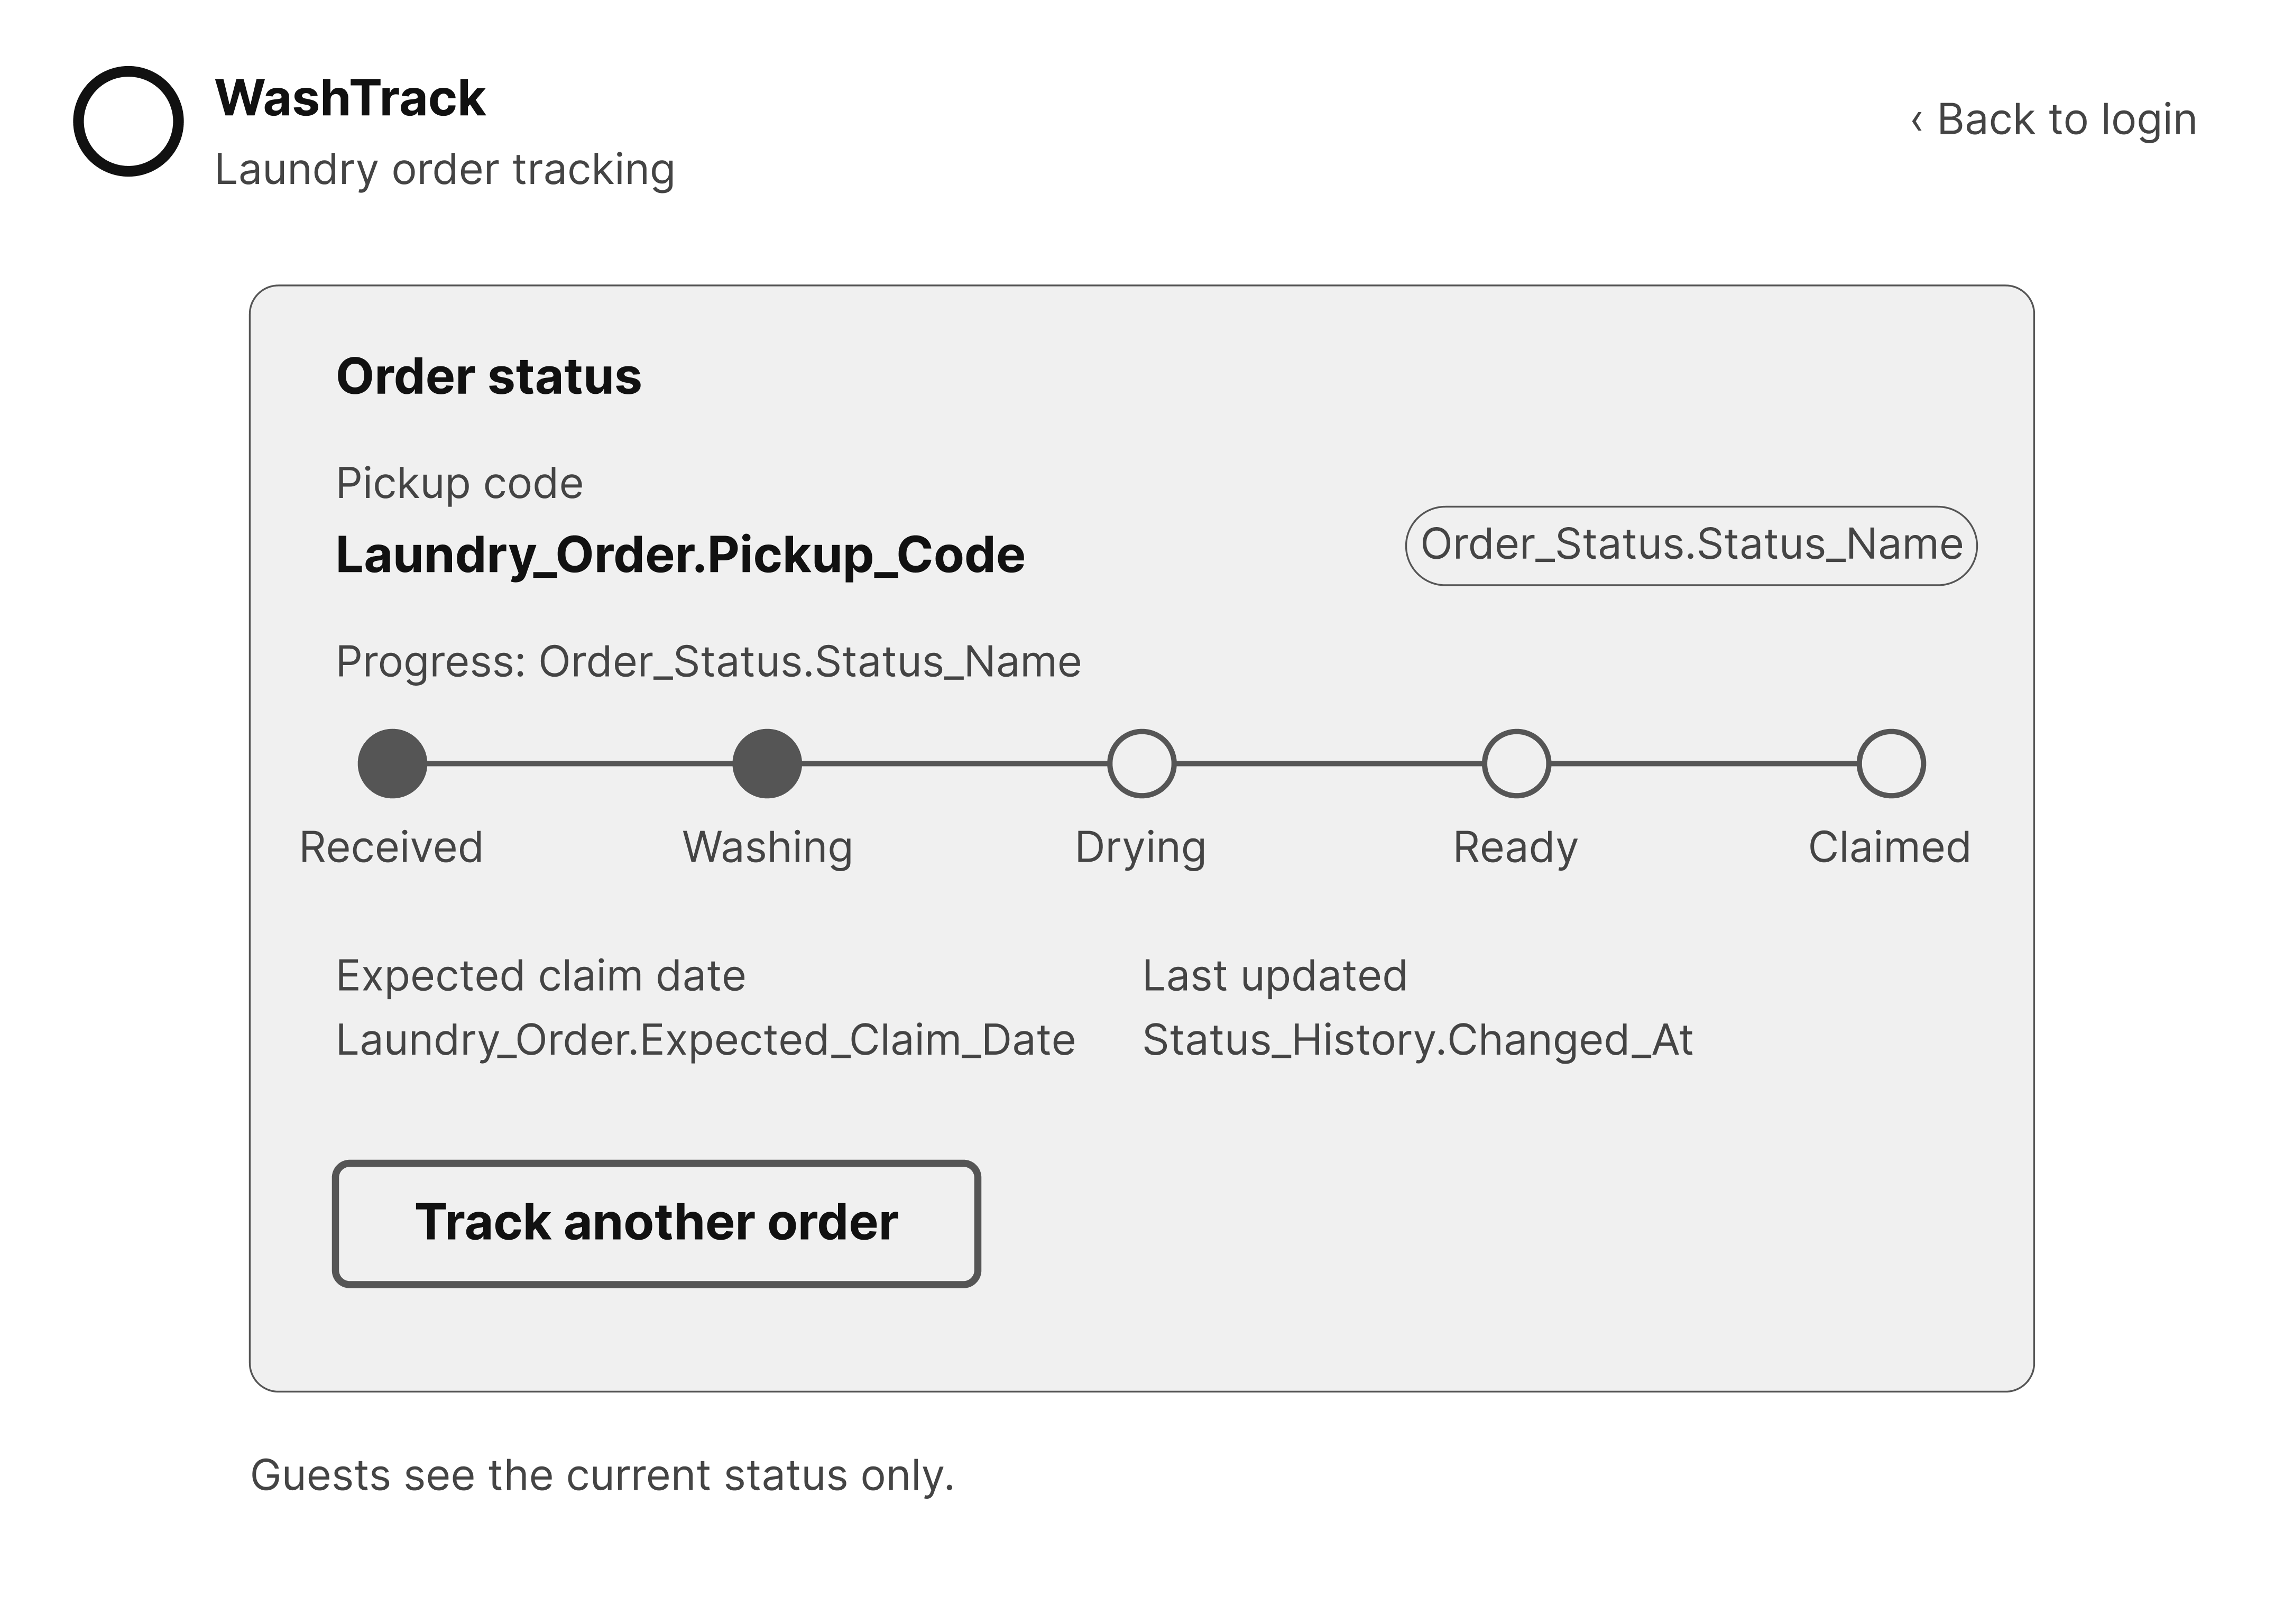 WashTrack
Laundry order tracking
‹ Back to login
Order status
Pickup code
Laundry_Order.Pickup_Code
Order_Status.Status_Name
Progress: Order_Status.Status_Name
Received
Washing
Drying
Ready
Claimed
Expected claim date
Laundry_Order.Expected_Claim_Date
Last updated
Status_History.Changed_At
Track another order
Guests see the current status only.